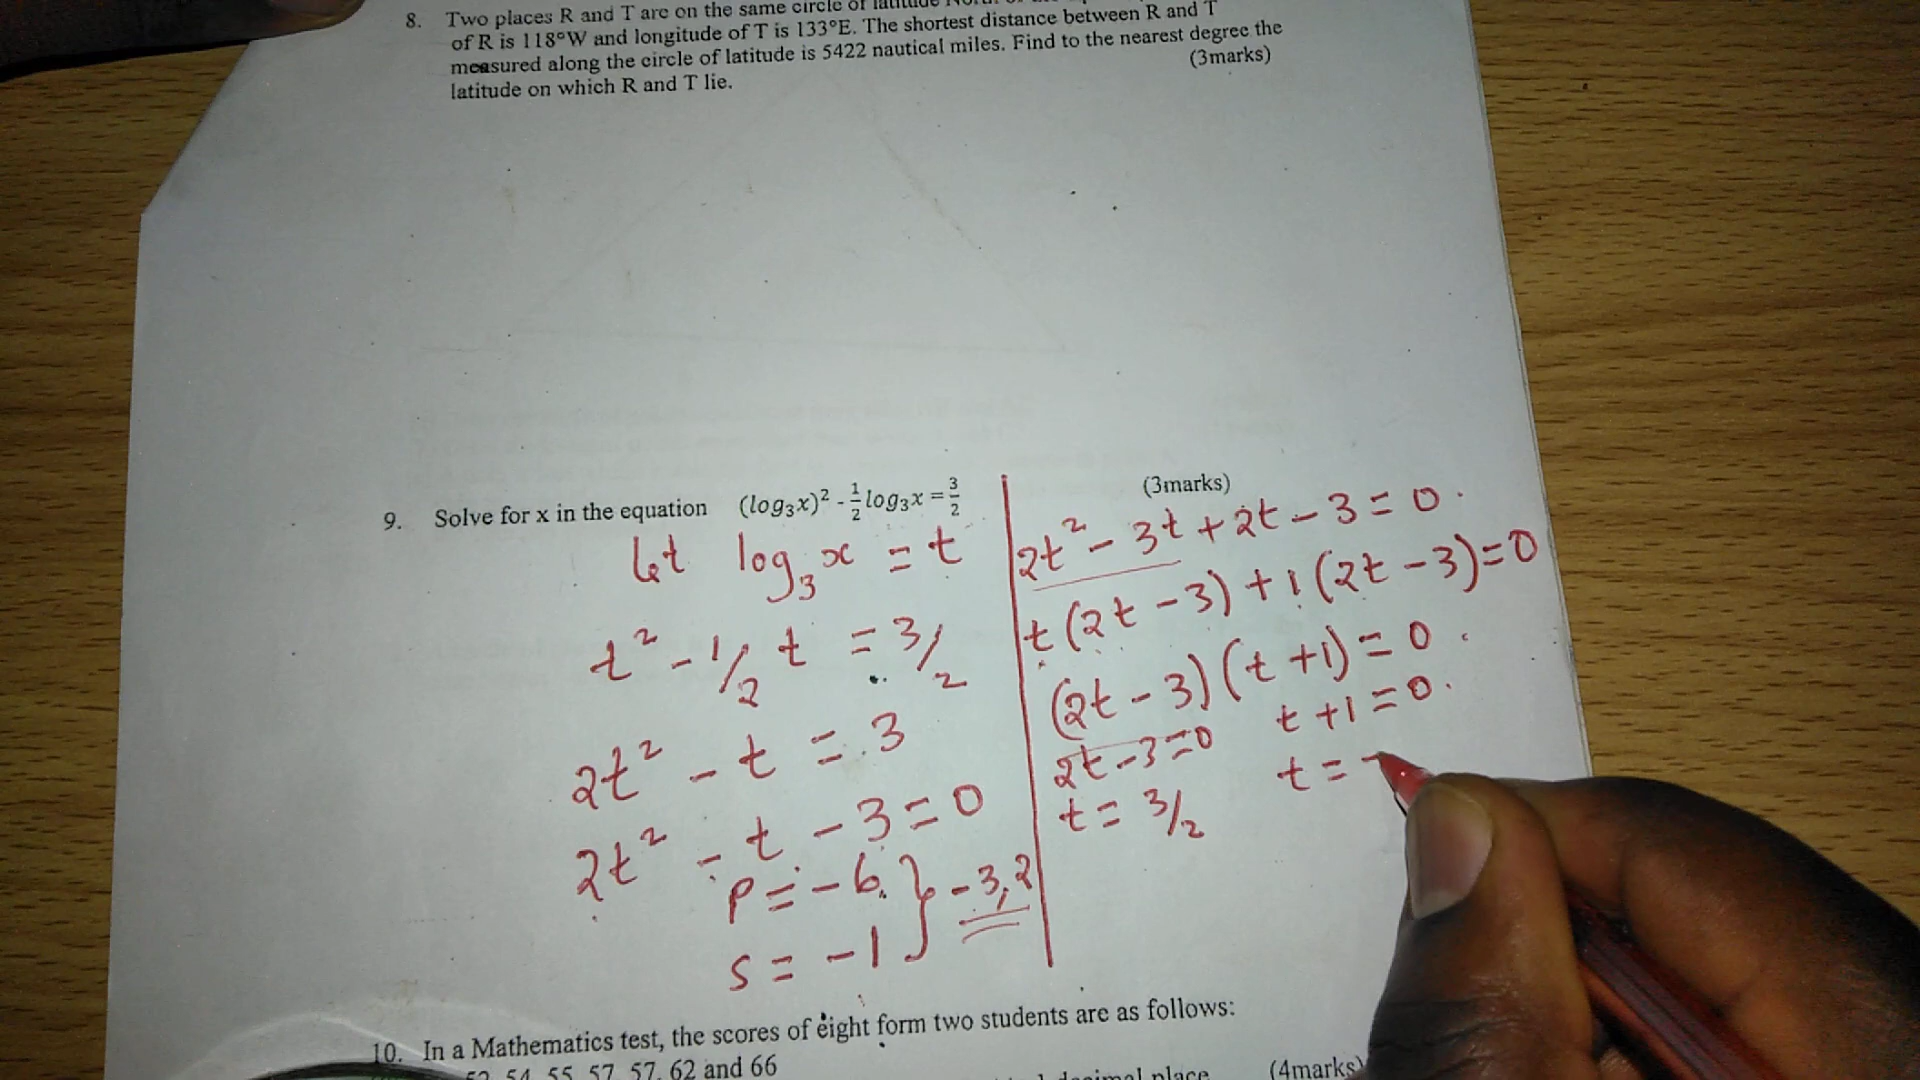 8. Two places R and T are on the same circle of latitude
of R is 118°W and longitude of T is 133°E. The shortest distance between R and T
measured along the circle of latitude is 5422 nautical miles. Find to the nearest degree the
latitude on which R and T lie. (3marks)
9. Solve for x in the equation (log₃x)² - 1/2 log₃x = 3/2 (3marks)
let log₃x = t
t² - 1/2 t = 3/2
2t² - t = 3
2t² - t - 3 = 0
P = -6 } -3, 2
S = -1
2t² - 3t + 2t - 3 = 0.
t(2t - 3) + 1(2t - 3) = 0
(2t - 3)(t + 1) = 0
2t - 3 = 0 t + 1 = 0.
t = 3/2 t = -
10. In a Mathematics test, the scores of eight form two students are as follows:
54, 55, 57, 57, 62 and 66
decimal place (4marks)